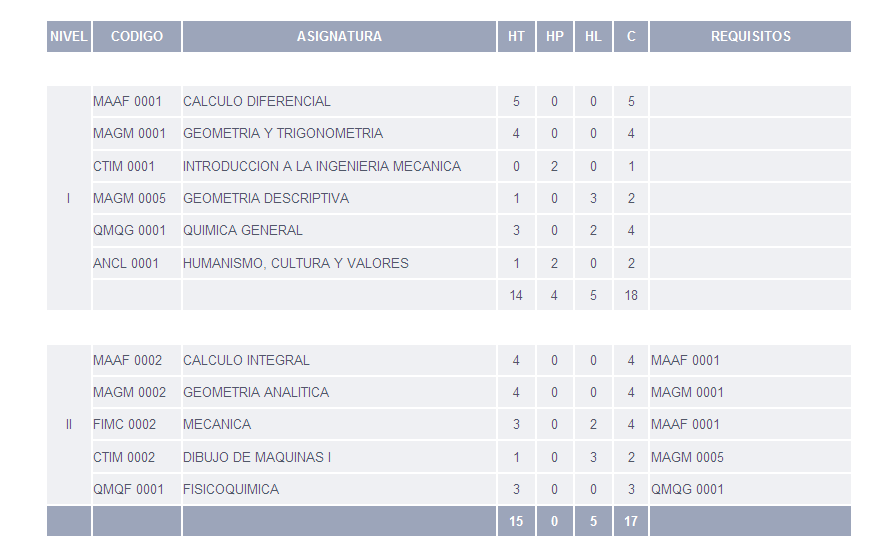 NIVEL CODIGO ASIGNATURA HT HP HL C REQUISITOS
MAAF 0001 CALCULO DIFERENCIAL 5 0 0 5
MAGM 0001 GEOMETRIA Y TRIGONOMETRIA 4 0 0 4
CTIM 0001 INTRODUCCION A LA INGENIERIA MECANICA 0 2 0 1
I MAGM 0005 GEOMETRIA DESCRIPTIVA 1 0 3 2
QMQG 0001 QUIMICA GENERAL 3 0 2 4
ANCL 0001 HUMANISMO, CULTURA Y VALORES 1 2 0 2
14 4 5 18
MAAF 0002 CALCULO INTEGRAL 4 0 0 4 MAAF 0001
MAGM 0002 GEOMETRIA ANALITICA 4 0 0 4 MAGM 0001
II FIMC 0002 MECANICA 3 0 2 4 MAAF 0001
CTIM 0002 DIBUJO DE MAQUINAS I 1 0 3 2 MAGM 0005
QMQF 0001 FISICOQUIMICA 3 0 0 3 QMQG 0001
15 0 5 17